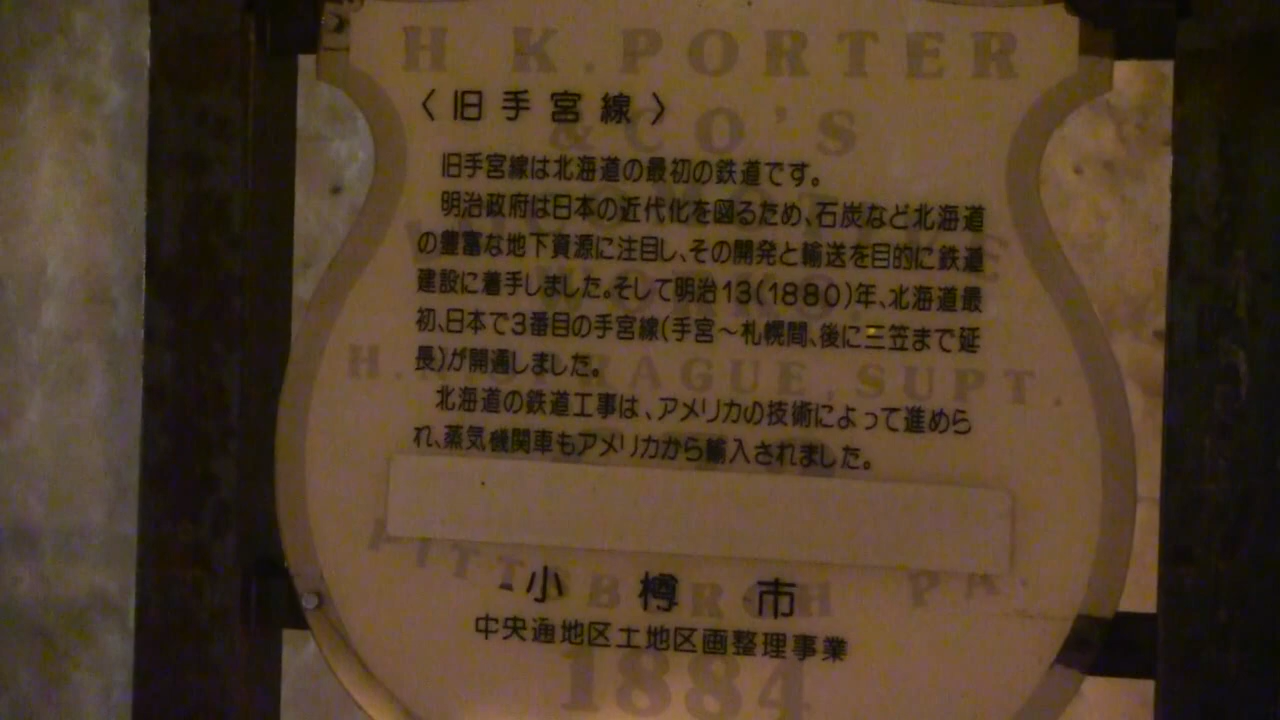 H K. PORTER
〈旧手宮線〉
& CO'S
旧手宮線は北海道の最初の鉄道です。
明治政府は日本の近代化を図るため、石炭など北海道
の豊富な地下資源に注目し、その開発と輸送を目的に鉄道
建設に着手しました。そして明治13(1880)年、北海道最
初、日本で3番目の手宮線(手宮〜札幌間、後に三笠まで延
長)が開通しました。
SPRAGUE, SUPT.
北海道の鉄道工事は、アメリカの技術によって進めら
れ、蒸気機関車もアメリカから輸入されました。
PITTSBURGH PA.
小樽市
中央通地区土地区画整理事業
1884